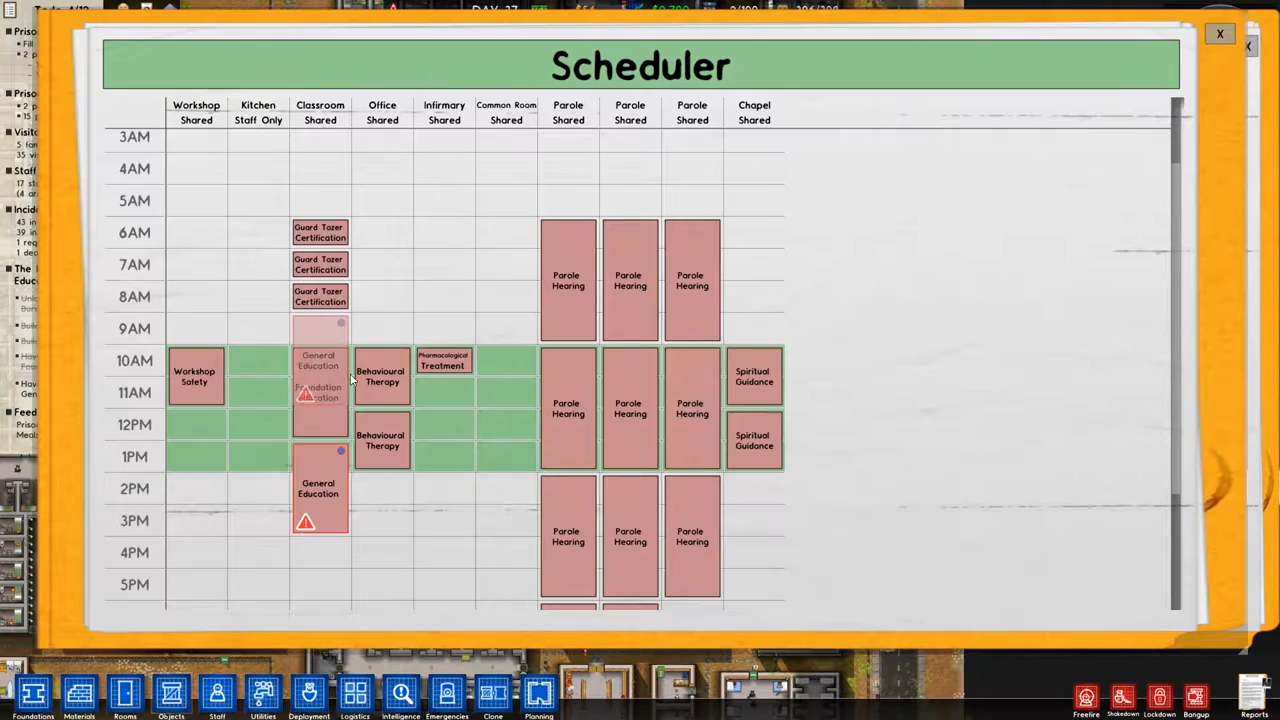 DAY 37
X
X
Scheduler
Workshop Kitchen Classroom Office Infirmary Common Room Parole Parole Parole Chapel
Shared Staff Only Shared Shared Shared Shared Shared Shared Shared Shared
3AM
4AM
5AM
6AM
7AM
8AM
9AM
10AM
11AM
12PM
1PM
2PM
3PM
4PM
5PM
Workshop
Safety
Guard Tazer
Certification
Guard Tazer
Certification
Guard Tazer
Certification
General
Education
Foundation
General
Education
Behavioural
Therapy
Behavioural
Therapy
Pharmacological
Treatment
Parole
Hearing
Parole
Hearing
Parole
Hearing
Parole
Hearing
Parole
Hearing
Parole
Hearing
Parole
Hearing
Parole
Hearing
Parole
Hearing
Spiritual
Guidance
Spiritual
Guidance
Foundations Materials Rooms Objects Staff Utilities Deployment Logistics Intelligence Emergencies Clone Planning
Freefire Shakedown Lockdown Bangup Reports